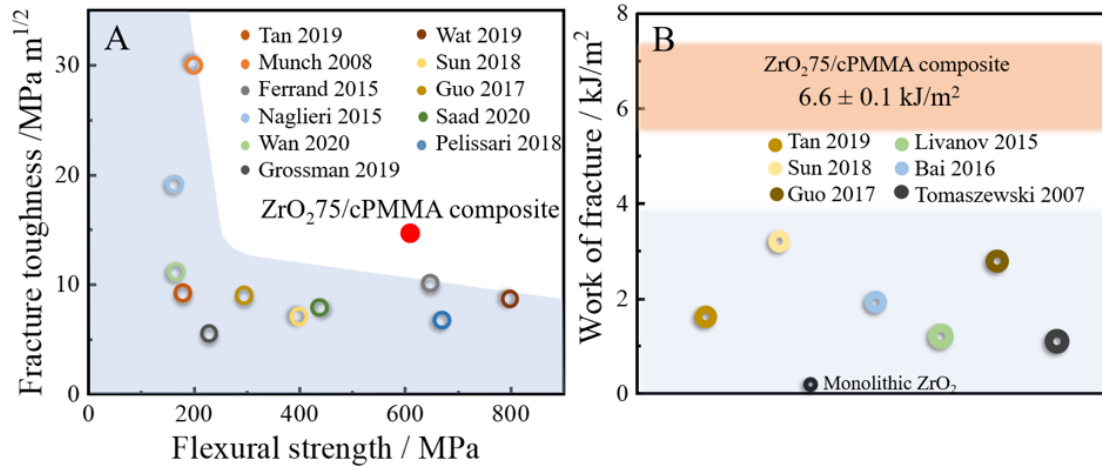 A
Fracture toughness /MPa m1/2
30
20
10
0
0
200
400
600
800
Flexural strength / MPa
Tan 2019
Munch 2008
Ferrand 2015
Naglieri 2015
Wan 2020
Grossman 2019
Wat 2019
Sun 2018
Guo 2017
Saad 2020
Pelissari 2018
ZrO275/cPMMA composite
B
Work of fracture / kJ/m2
8
6
4
2
0
ZrO275/cPMMA composite
6.6 ± 0.1 kJ/m2
Tan 2019
Sun 2018
Guo 2017
Livanov 2015
Bai 2016
Tomaszewski 2007
Monolithic ZrO2